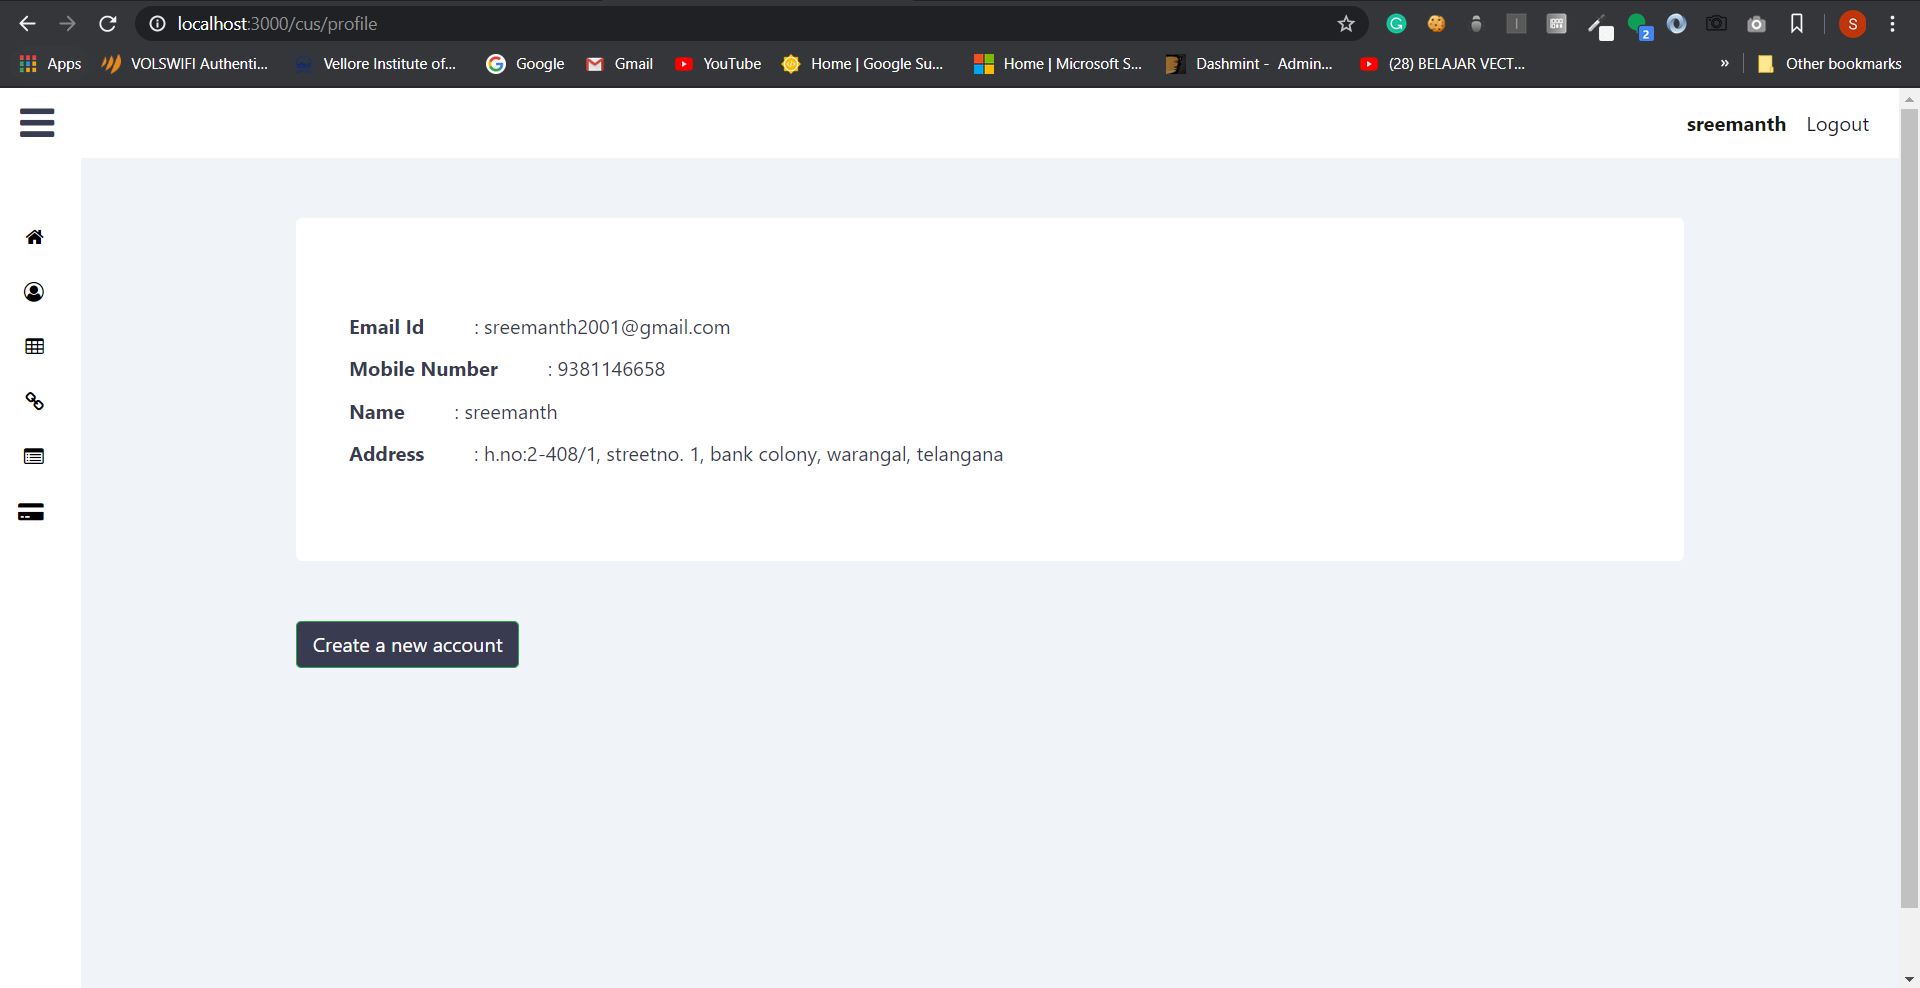 localhost:3000/cus/profile
S
2
Apps VOLSWIFI Authenti... Vellore Institute of... Google Gmail YouTube Home | Google Su... Home | Microsoft S... Dashmint - Admin... (28) BELAJAR VECT... » Other bookmarks
sreemanth Logout
Email Id : sreemanth2001@gmail.com
Mobile Number : 9381146658
Name : sreemanth
Address : h.no:2-408/1, streetno. 1, bank colony, warangal, telangana
Create a new account